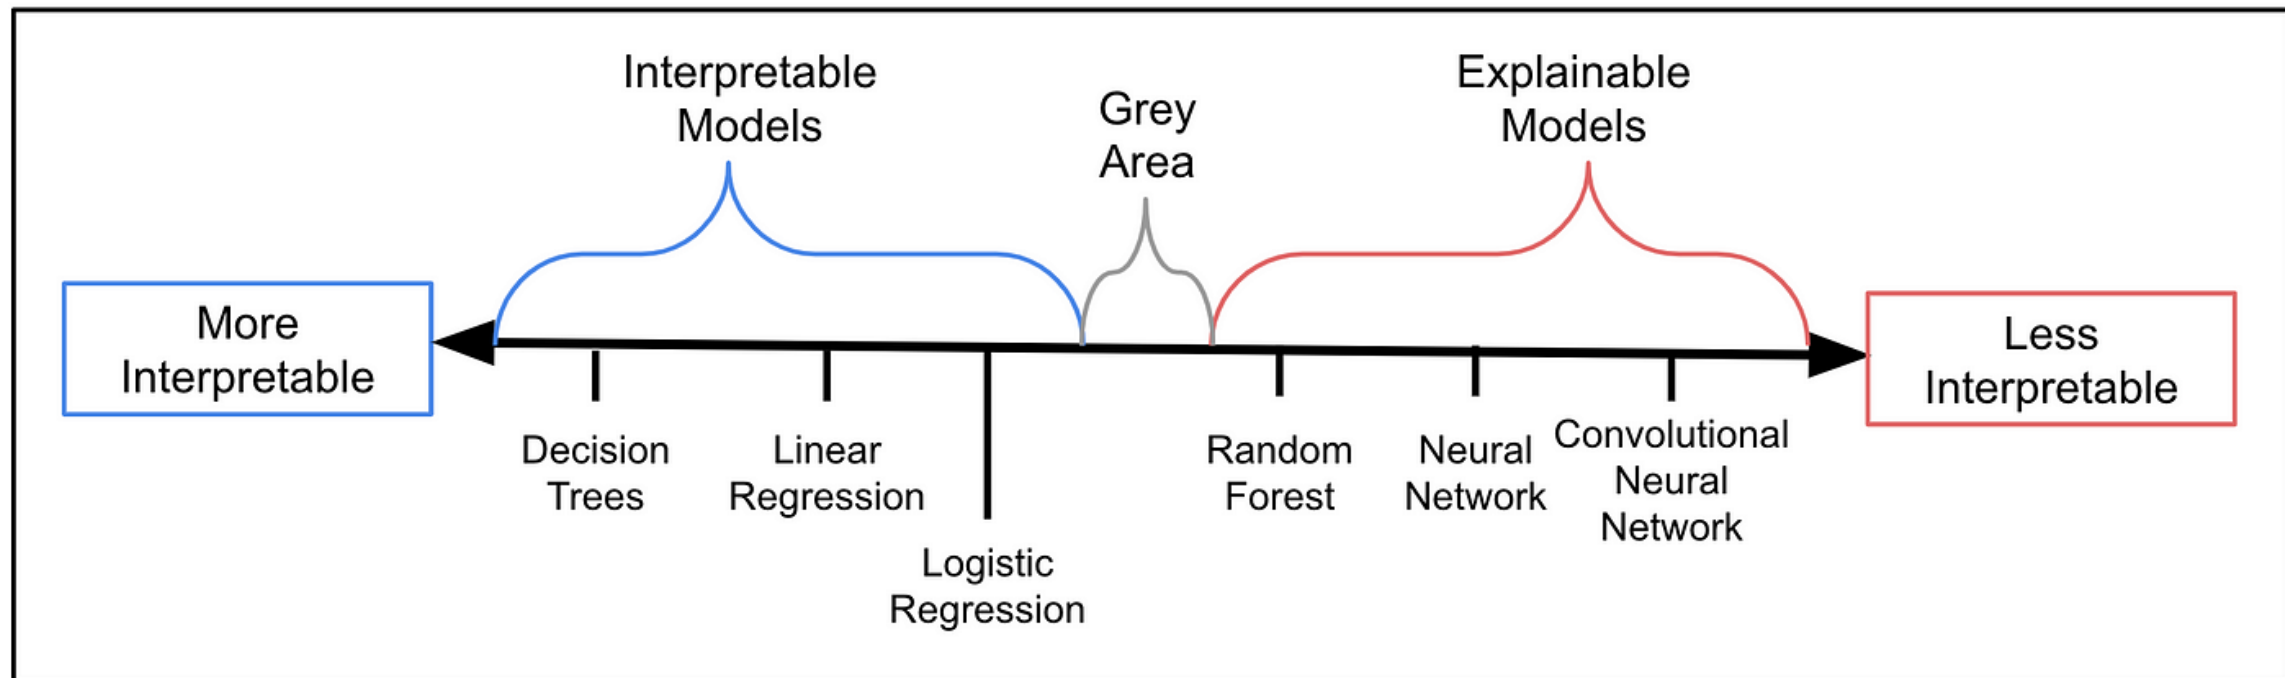 Interpretable
Models
Grey
Area
Explainable
Models
More
Interpretable
Less
Interpretable
Decision
Trees
Linear
Regression
Logistic
Regression
Random
Forest
Neural
Network
Convolutional
Neural
Network